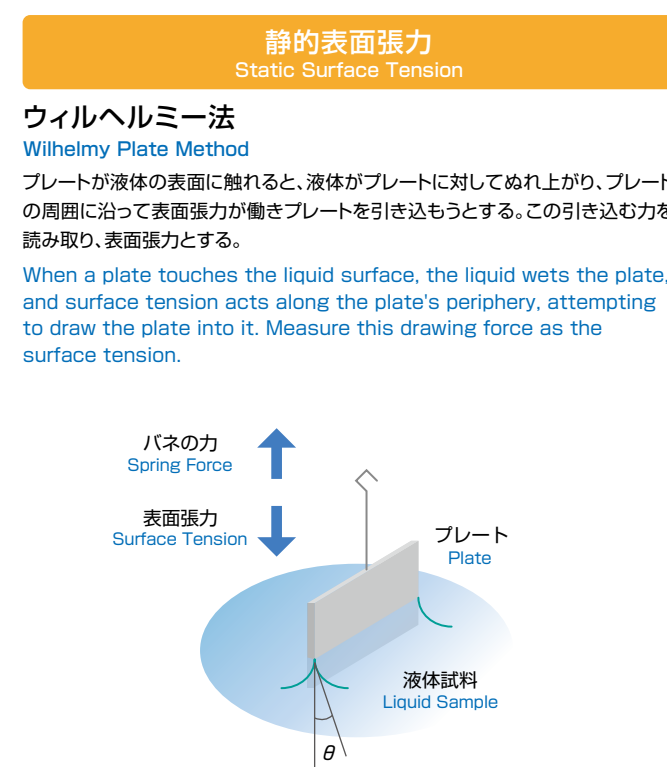 静的表面張力
Static Surface Tension
ウィルヘルミー法
Wilhelmy Plate Method
プレートが液体の表面に触れると、液体がプレートに対してぬれ上がり、プレート
の周囲に沿って表面張力が働きプレートを引き込もうとする。この引き込む力を
読み取り、表面張力とする。
When a plate touches the liquid surface, the liquid wets the plate,
and surface tension acts along the plate's periphery, attempting
to draw the plate into it. Measure this drawing force as the
surface tension.
バネの力
Spring Force
表面張力
Surface Tension
プレート
Plate
液体試料
Liquid Sample
θ